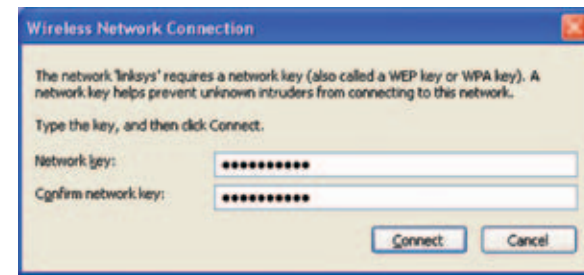 Wireless Network Connection
The network 'linksys' requires a network key (also called a WEP key or WPA key). A
network key helps prevent unknown intruders from connecting to this network.
Type the key, and then click Connect.
Network key: ●●●●●●●●●●
Confirm network key: ●●●●●●●●●●
Connect Cancel